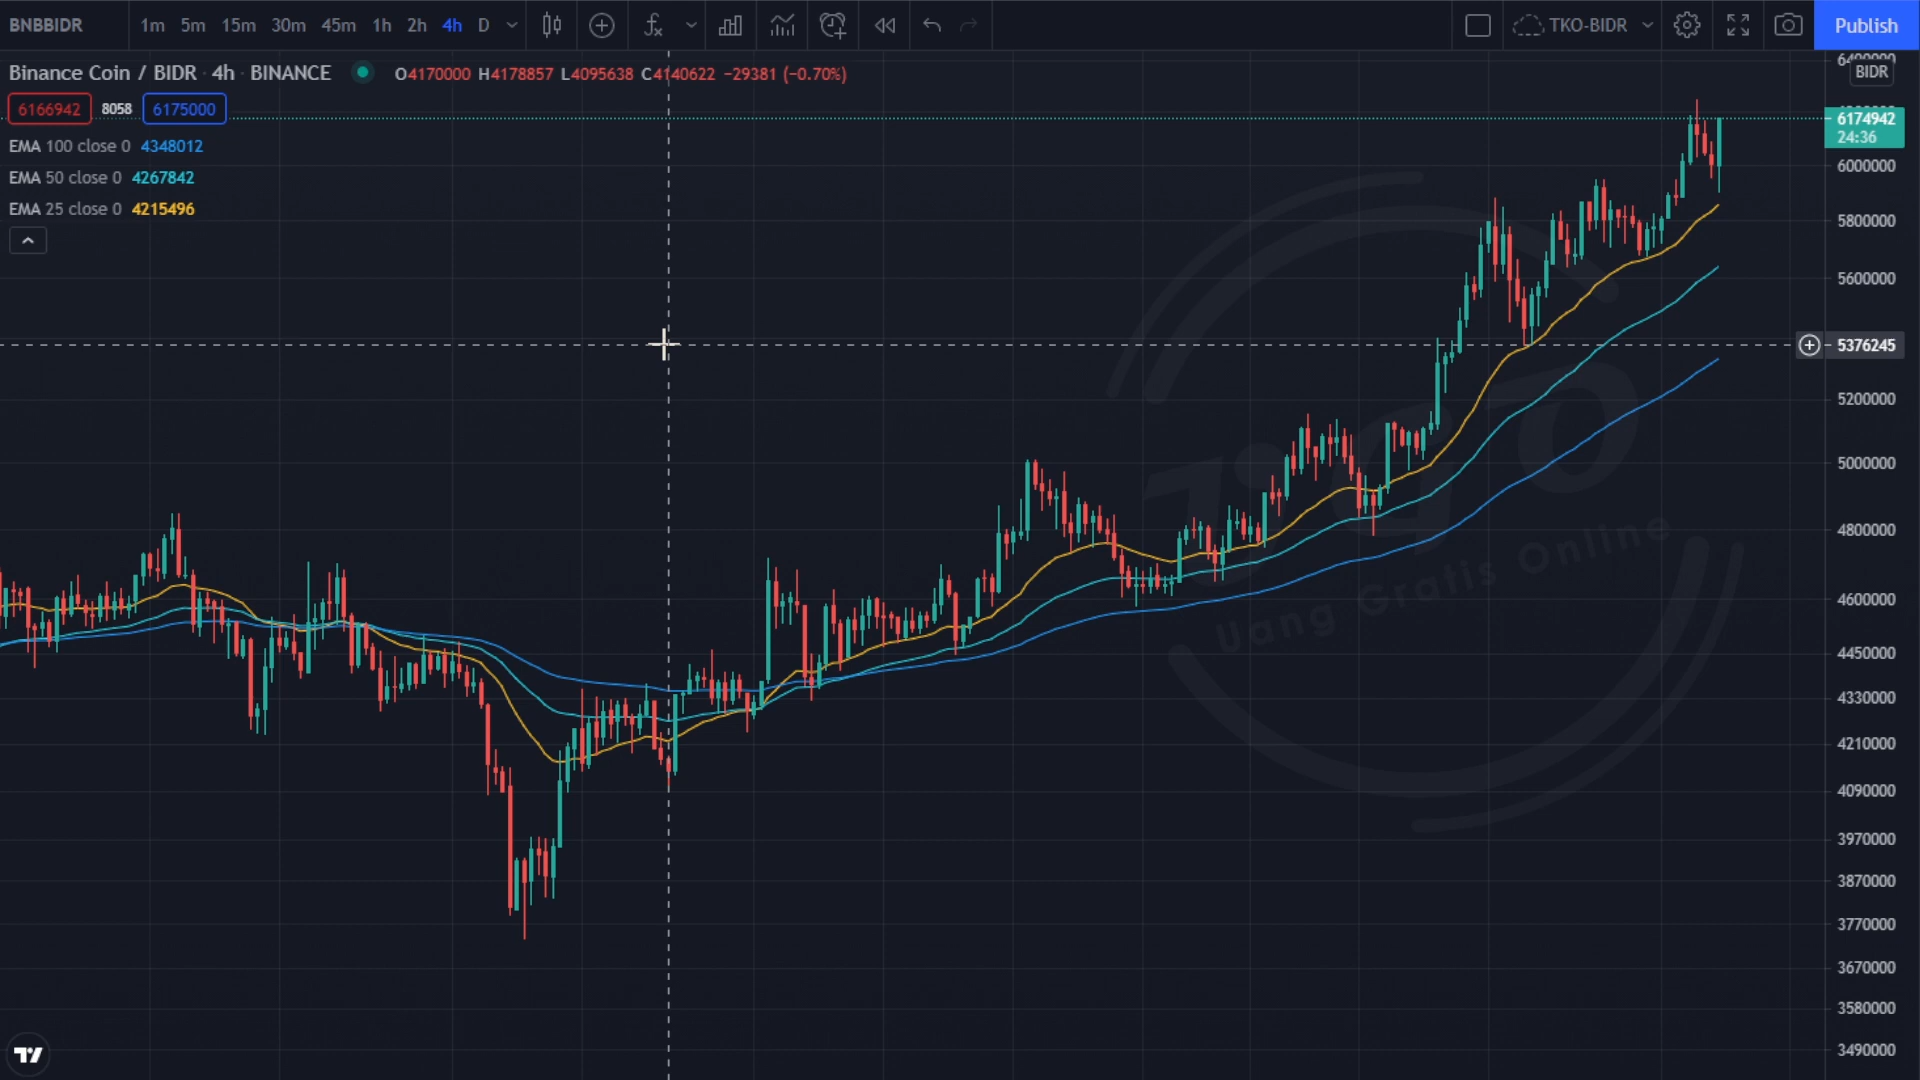 BNBBIDR 1m 5m 15m 30m 45m 1h 2h 4h D TKO-BIDR Publish
Binance Coin / BIDR · 4h · BINANCE O4170000 H4178857 L4095638 C4140622 −29381 (−0.70%)
6166942 8058 6175000
EMA 100 close 0 4348012
EMA 50 close 0 4267842
EMA 25 close 0 4215496
BIDR
6174942
24:36
6000000
5800000
5600000
5376245
5200000
5000000
4800000
4600000
4450000
4330000
4210000
4090000
3970000
3870000
3770000
3670000
3580000
3490000
Uang Gratis Online